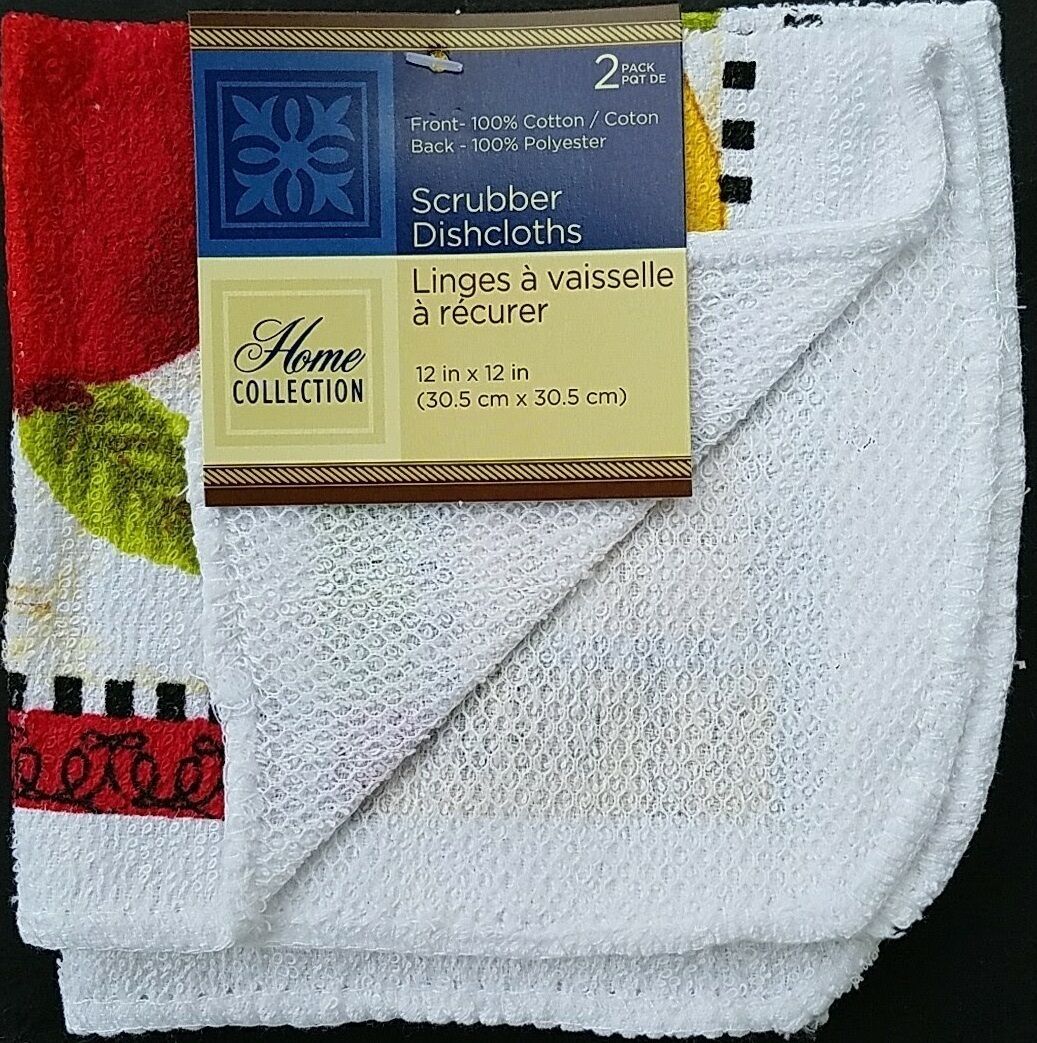 2 PACK
PQT DE
Front- 100% Cotton / Coton
Back - 100% Polyester
Scrubber
Dishcloths
Linges à vaisselle
à récurer
Home
COLLECTION
12 in x 12 in
(30.5 cm x 30.5 cm)